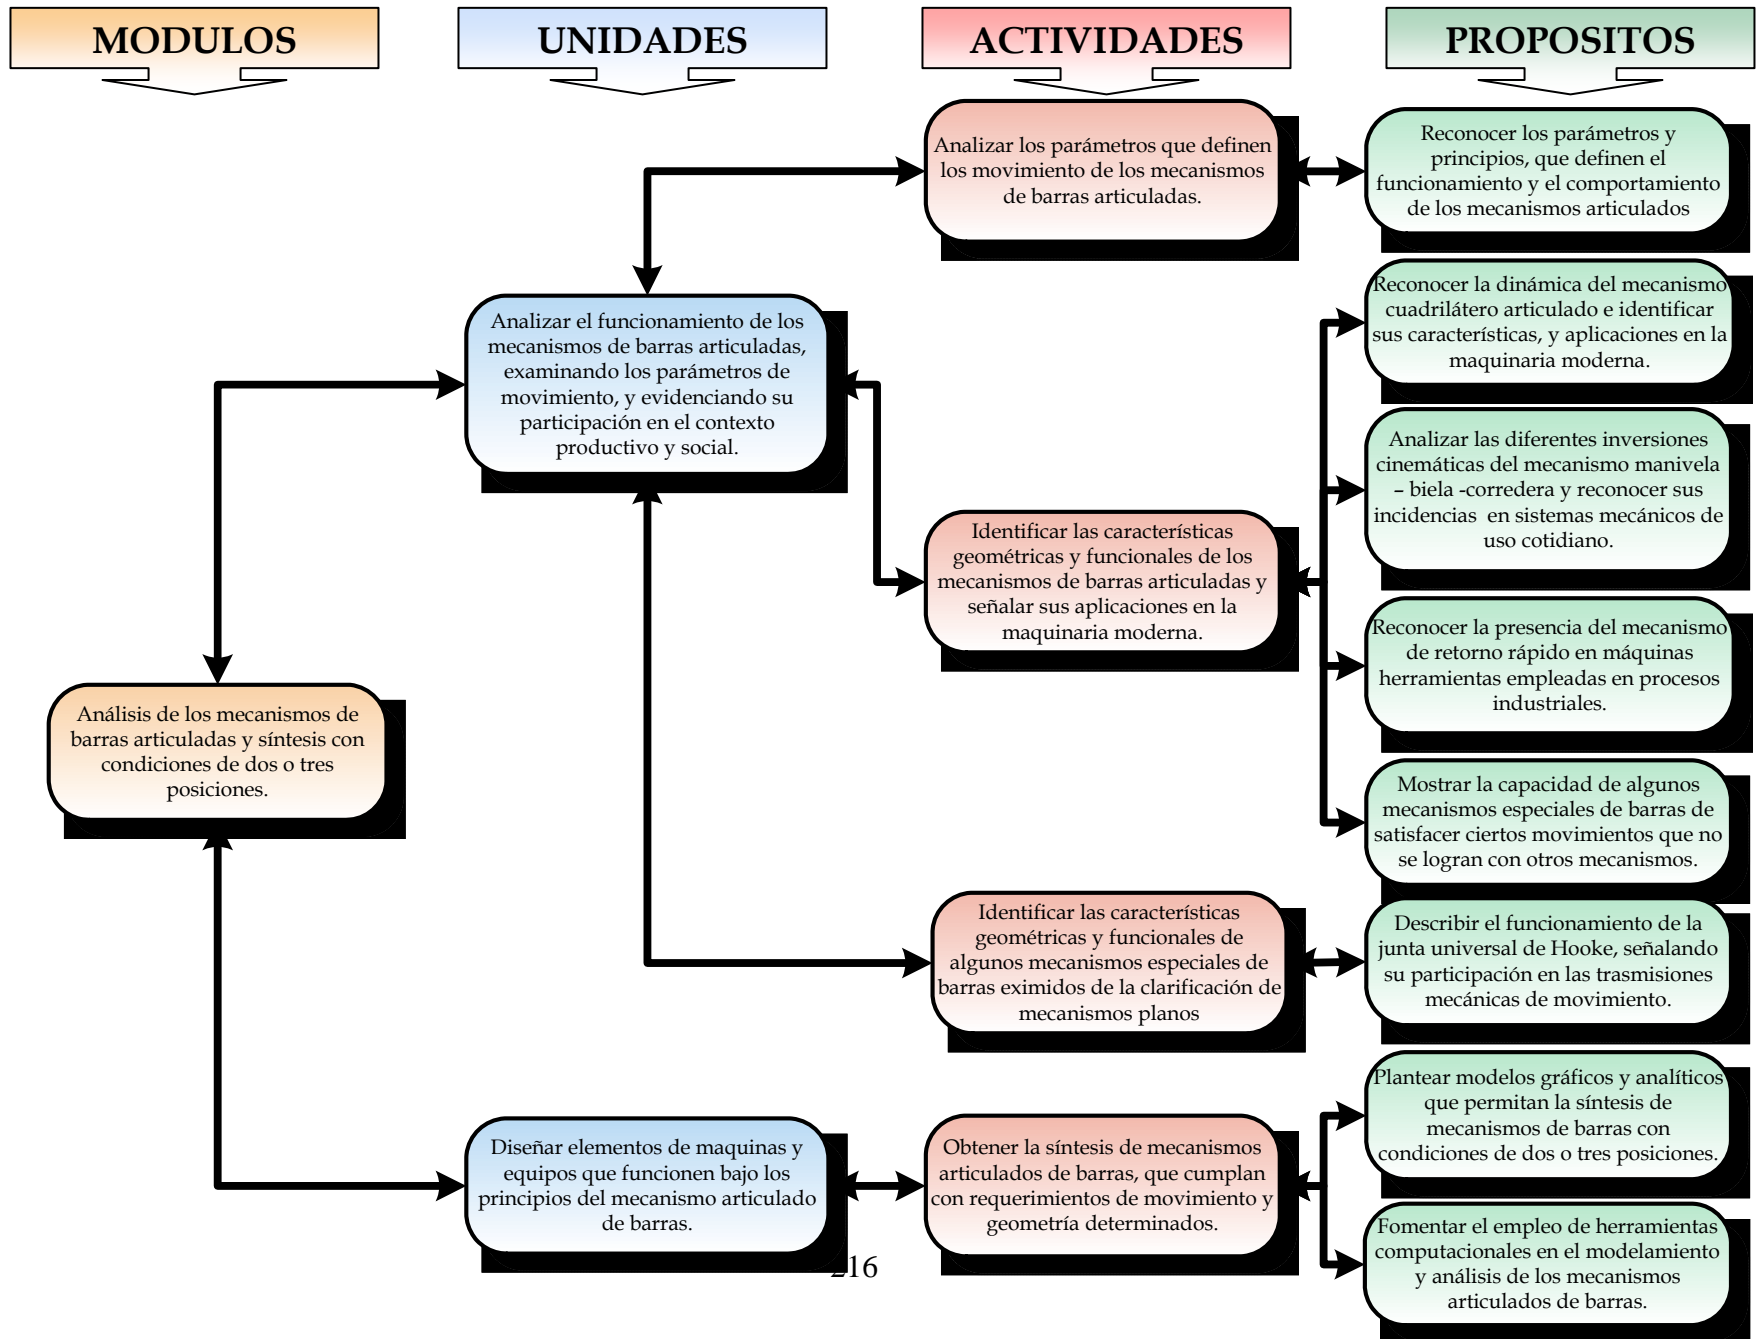 MODULOS
UNIDADES
ACTIVIDADES
PROPOSITOS
Análisis de los mecanismos de
barras articuladas y síntesis con
condiciones de dos o tres
posiciones.
Analizar el funcionamiento de los
mecanismos de barras articuladas,
examinando los parámetros de
movimiento, y evidenciando su
participación en el contexto
productivo y social.
Diseñar elementos de maquinas y
equipos que funcionen bajo los
principios del mecanismo articulado
de barras.
Analizar los parámetros que definen
los movimiento de los mecanismos
de barras articuladas.
Identificar las características
geométricas y funcionales de los
mecanismos de barras articuladas y
señalar sus aplicaciones en la
maquinaria moderna.
Identificar las características
geométricas y funcionales de
algunos mecanismos especiales de
barras eximidos de la clarificación de
mecanismos planos
Obtener la síntesis de mecanismos
articulados de barras, que cumplan
con requerimientos de movimiento y
geometría determinados.
Reconocer los parámetros y
principios, que definen el
funcionamiento y el comportamiento
de los mecanismos articulados
Reconocer la dinámica del mecanismo
cuadrilátero articulado e identificar
sus características, y aplicaciones en la
maquinaria moderna.
Analizar las diferentes inversiones
cinemáticas del mecanismo manivela
– biela -corredera y reconocer sus
incidencias en sistemas mecánicos de
uso cotidiano.
Reconocer la presencia del mecanismo
de retorno rápido en máquinas
herramientas empleadas en procesos
industriales.
Mostrar la capacidad de algunos
mecanismos especiales de barras de
satisfacer ciertos movimientos que no
se logran con otros mecanismos.
Describir el funcionamiento de la
junta universal de Hooke, señalando
su participación en las trasmisiones
mecánicas de movimiento.
Plantear modelos gráficos y analíticos
que permitan la síntesis de
mecanismos de barras con
condiciones de dos o tres posiciones.
Fomentar el empleo de herramientas
computacionales en el modelamiento
y análisis de los mecanismos
articulados de barras.
216